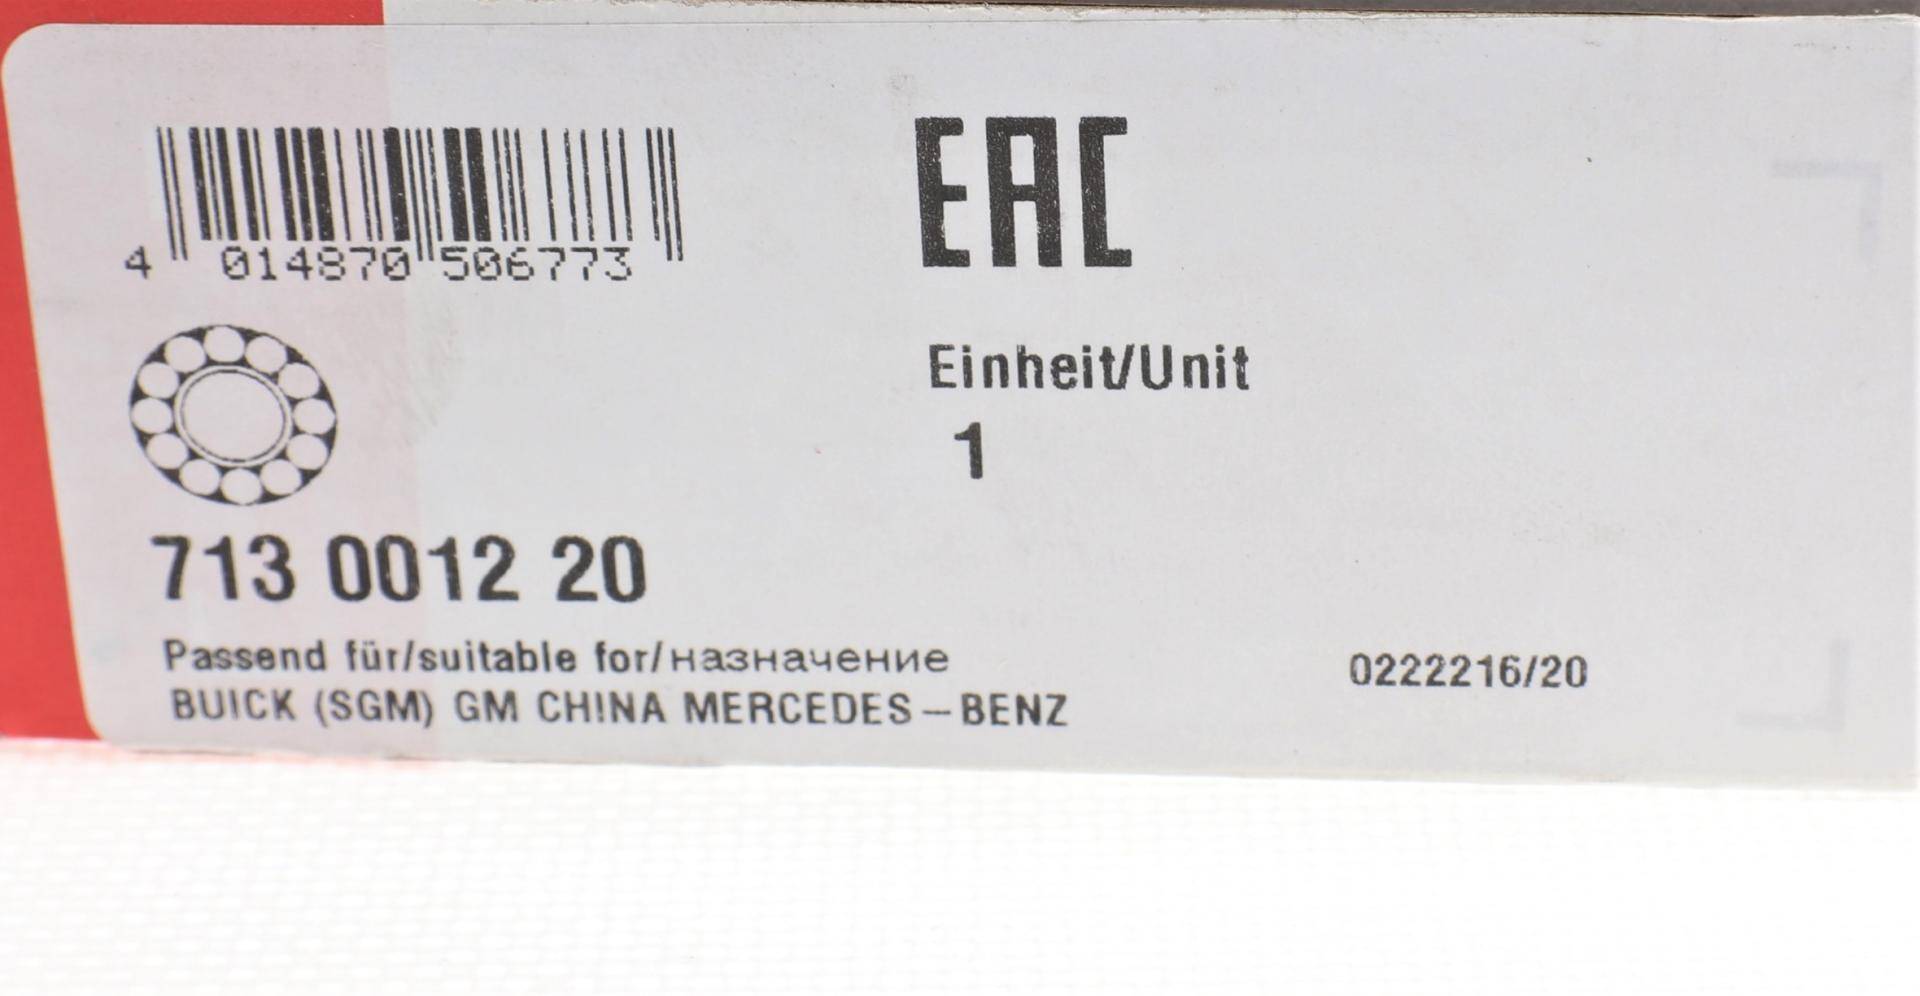 EAC
4 014870 506773
Einheit/Unit
1
713 0012 20
Passend für/suitable for/назначение
BUICK (SGM) GM CHINA MERCEDES-BENZ
0222216/20